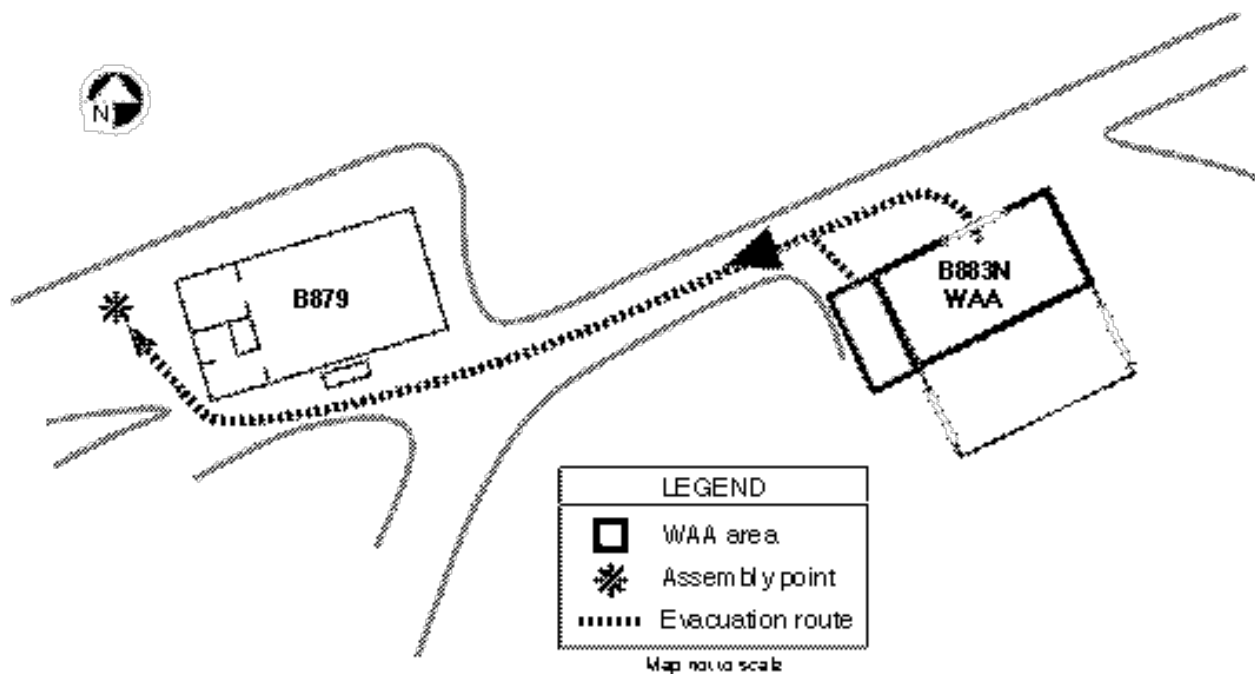 N
B879
B883N
WAA
LEGEND
WAA area
Assembly point
Evacuation route
Map not to scale